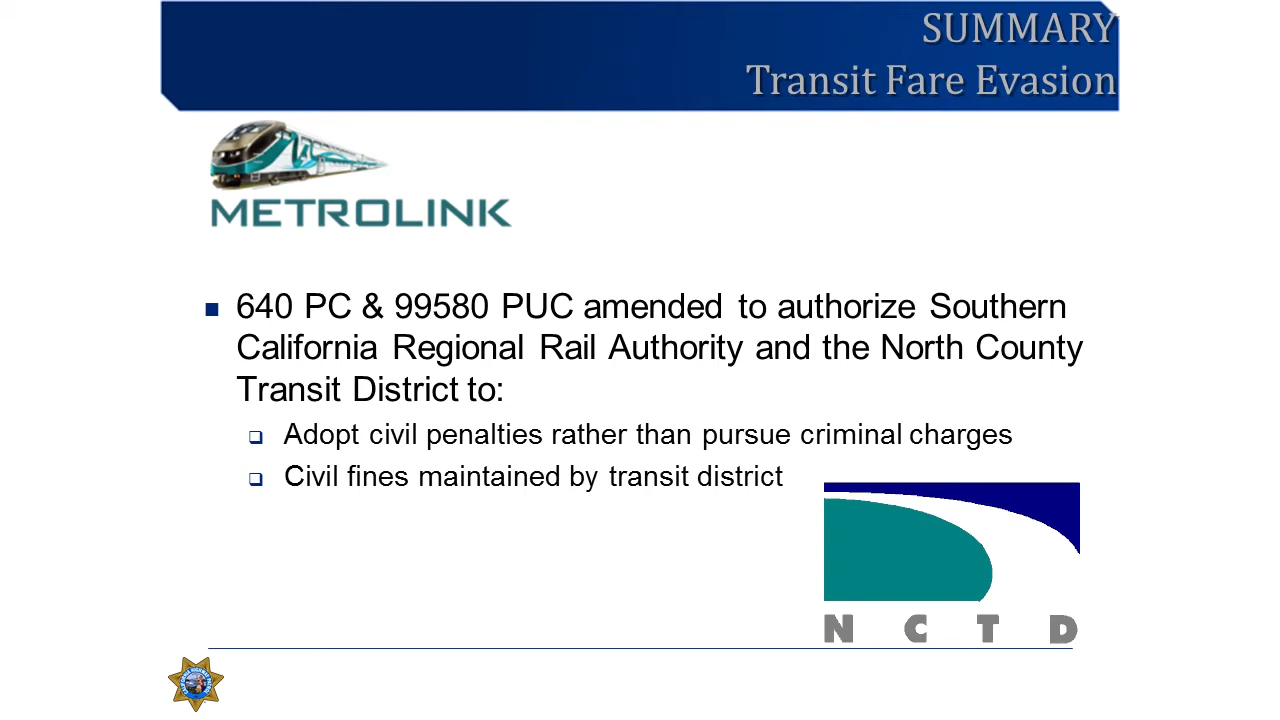 SUMMARY
Transit Fare Evasion
METROLINK
640 PC & 99580 PUC amended to authorize Southern
California Regional Rail Authority and the North County
Transit District to:
Adopt civil penalties rather than pursue criminal charges
Civil fines maintained by transit district
N C T D